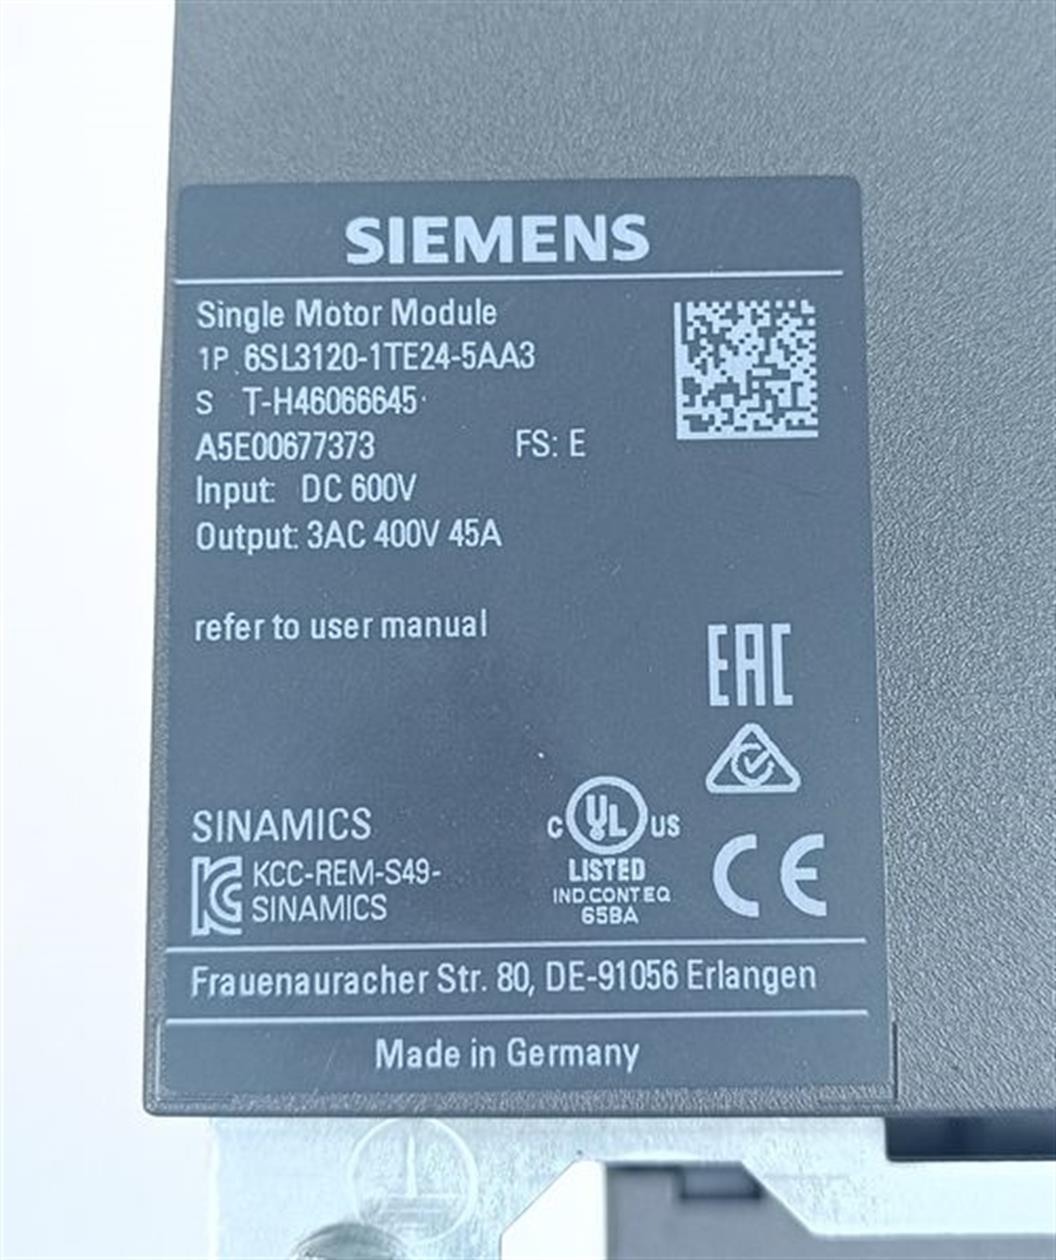 SIEMENS
Single Motor Module
1P 6SL3120-1TE24-5AA3
S T-H46066645
A5E00677373 FS: E
Input: DC 600V
Output: 3AC 400V 45A
refer to user manual
EAC
SINAMICS
KCC-REM-S49-
SINAMICS
C UL US
LISTED
IND.CONT.EQ
65BA
CE
Frauenauracher Str. 80, DE-91056 Erlangen
Made in Germany